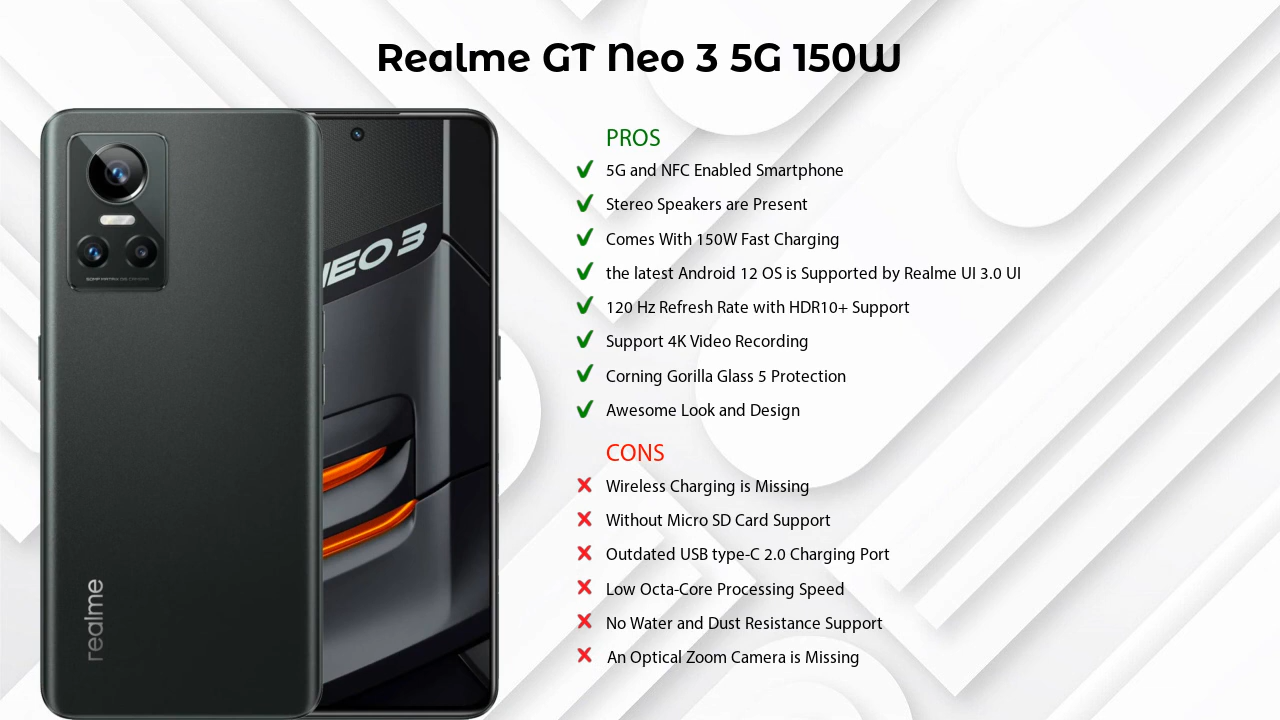 Realme GT Neo 3 5G 150W
NEO 3
realme
PROS
5G and NFC Enabled Smartphone
Stereo Speakers are Present
Comes With 150W Fast Charging
the latest Android 12 OS is Supported by Realme UI 3.0 UI
120 Hz Refresh Rate with HDR10+ Support
Support 4K Video Recording
Corning Gorilla Glass 5 Protection
Awesome Look and Design
CONS
Wireless Charging is Missing
Without Micro SD Card Support
Outdated USB type-C 2.0 Charging Port
Low Octa-Core Processing Speed
No Water and Dust Resistance Support
An Optical Zoom Camera is Missing